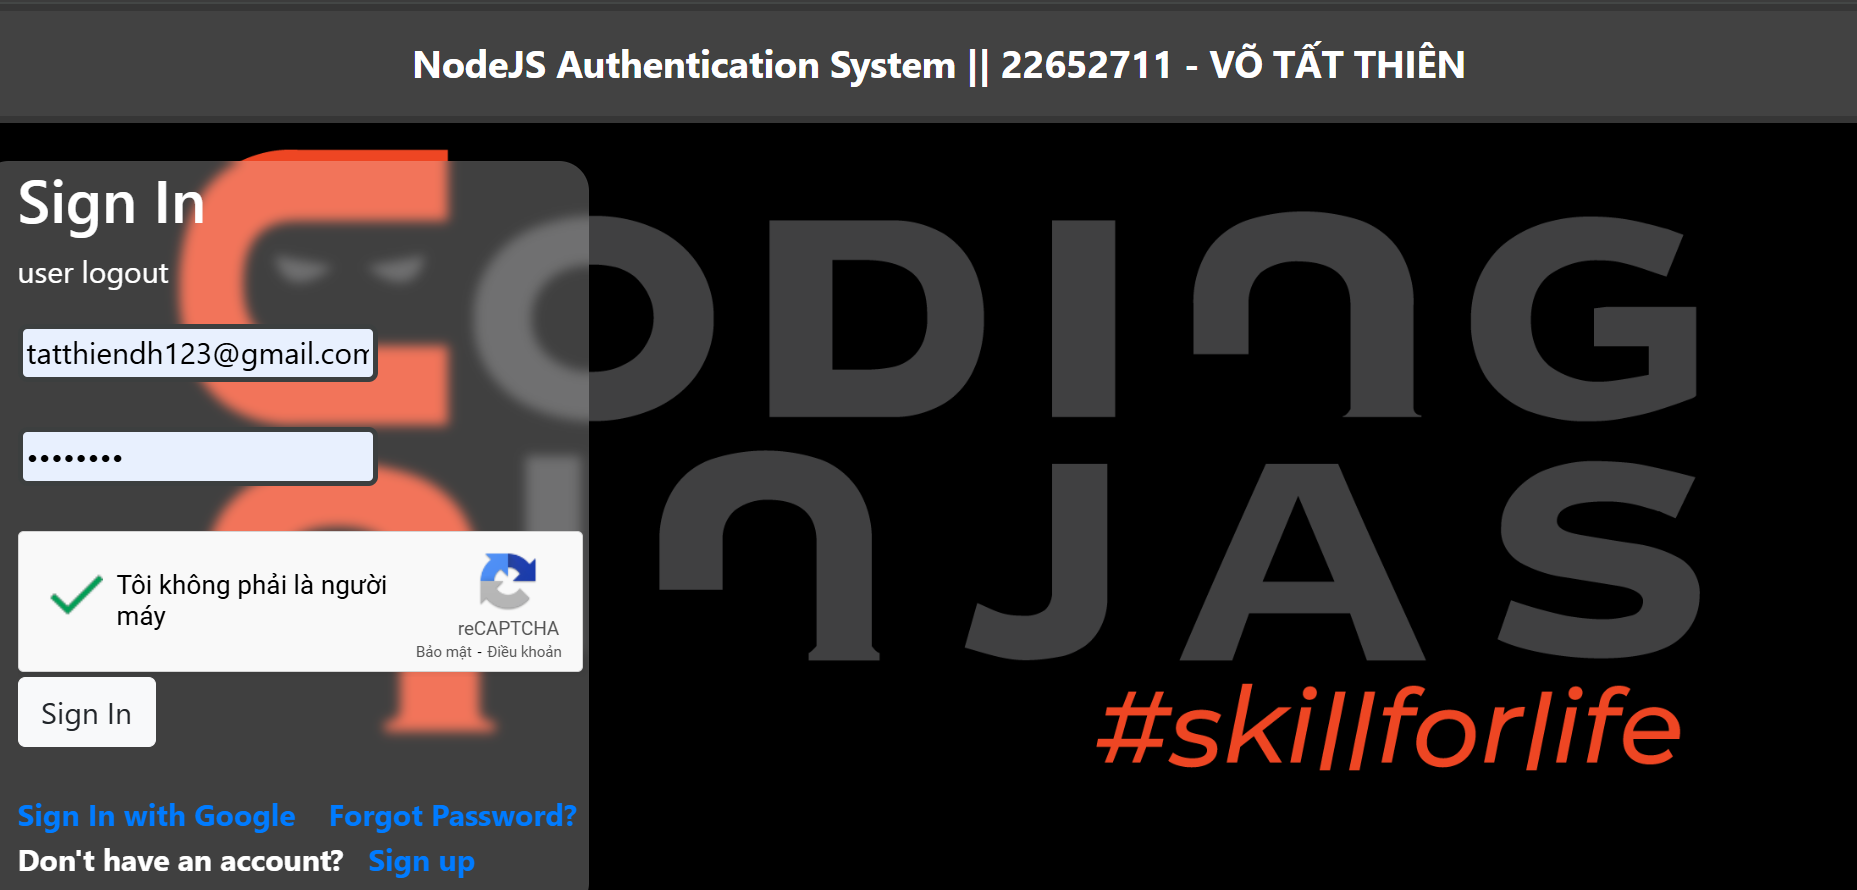 NodeJS Authentication System || 22652711 - VÕ TẤT THIÊN
Sign In
user logout
tatthiendh123@gmail.com
••••••••
Tôi không phải là người
máy
reCAPTCHA
Bảo mật - Điều khoản
Sign In
Sign In with Google Forgot Password?
Don't have an account? Sign up
CODING
NINJAS
#skillforlife